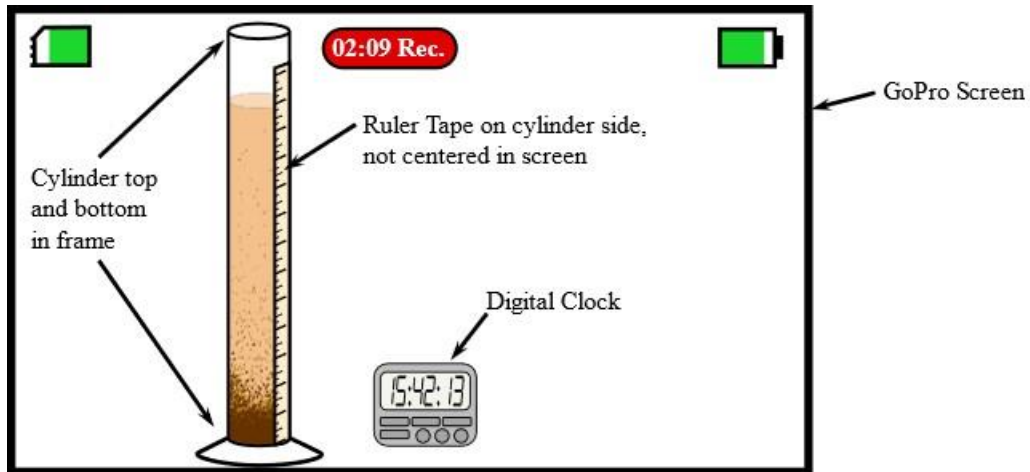 02:09 Rec.
GoPro Screen
Ruler Tape on cylinder side,
not centered in screen
Cylinder top
and bottom
in frame
Digital Clock
15:42:13